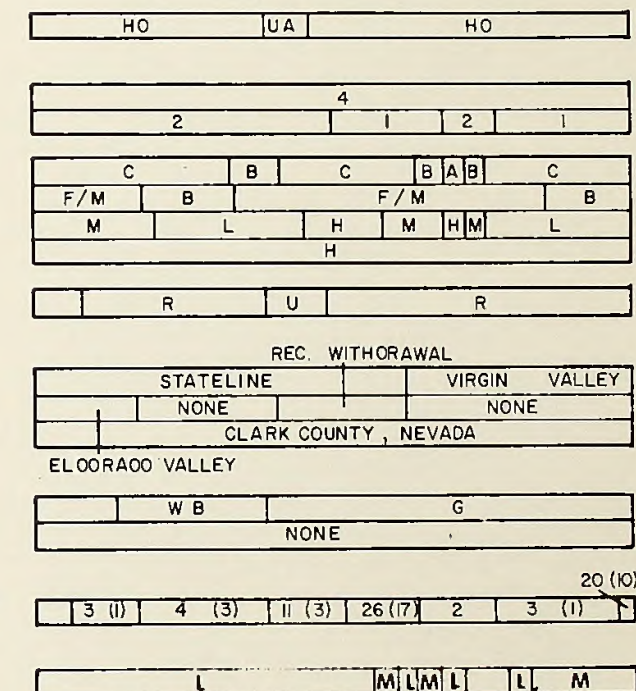 HO UA HO
4
2 1 2 1
C B C B A B C
F/M B F/M B
M L H M H M L
H
R U R
REC. WITHORAWAL
STATELINE VIRGIN VALLEY
NONE NONE
CLARK COUNTY, NEVADA
ELOORAOO VALLEY
W B G
NONE
20 (10)
3 (1) 4 (3) 11 (3) 26 (17) 2 3 (1)
L M L M L L M